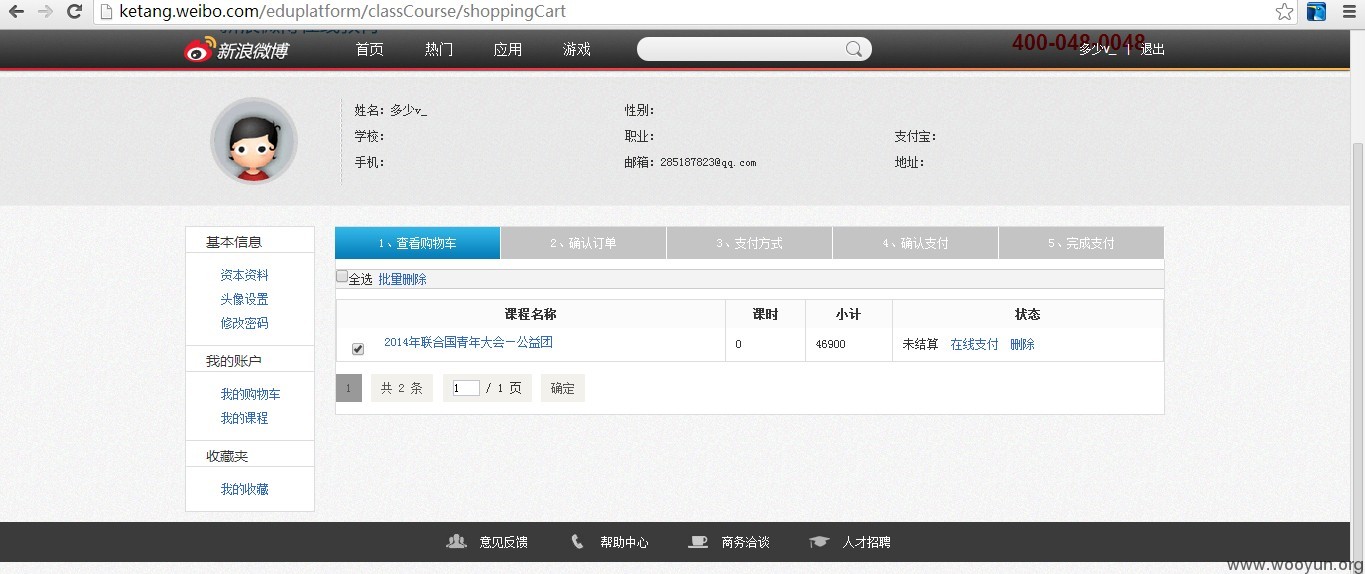 ketang.weibo.com/eduplatform/classCourse/shoppingCart
新浪微博 首页 热门 应用 游戏 400-048-0048 多少v_ | 退出
姓名：多少v_ 性别：
学校： 职业： 支付宝：
手机： 邮箱：285187823@qq.com 地址：
基本信息
资本资料
头像设置
修改密码
我的账户
我的购物车
我的课程
收藏夹
我的收藏
1、查看购物车 2、确认订单 3、支付方式 4、确认支付 5、完成支付
全选 批量删除
课程名称 课时 小计 状态
2014年联合国青年大会－公益团 0 46900 未结算 在线支付 删除
1 共 2 条 1 / 1 页 确定
意见反馈 帮助中心 商务洽谈 人才招聘
www.wooyun.org